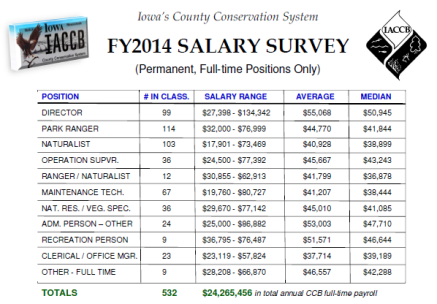 Iowa's County Conservation System
IOWA
IACCB
County Conservation System
FY2014 SALARY SURVEY
IACCB
(Permanent, Full-time Positions Only)
POSITION # IN CLASS. SALARY RANGE AVERAGE MEDIAN
DIRECTOR 99 $27,398 - $134,342 $55,068 $50,945
PARK RANGER 114 $32,000 - $76,999 $44,770 $41,844
NATURALIST 103 $17,901 - $73,469 $40,928 $38,899
OPERATION SUPVR. 36 $24,500 - $77,392 $45,667 $43,243
RANGER / NATURALIST 12 $30,855 - $62,913 $41,799 $36,878
MAINTENANCE TECH. 67 $19,760 - $80,727 $41,207 $38,444
NAT. RES. / VEG. SPEC. 36 $29,670 - $77,142 $45,010 $41,085
ADM. PERSON – OTHER 24 $25,000 - $86,882 $53,003 $47,710
RECREATION PERSON 9 $36,795 - $76,487 $51,571 $46,644
CLERICAL / OFFICE MGR. 23 $23,119 - $57,824 $37,714 $39,189
OTHER - FULL TIME 9 $28,208 - $66,870 $46,557 $42,288
TOTALS 532 $24,265,456 in total annual CCB full-time payroll